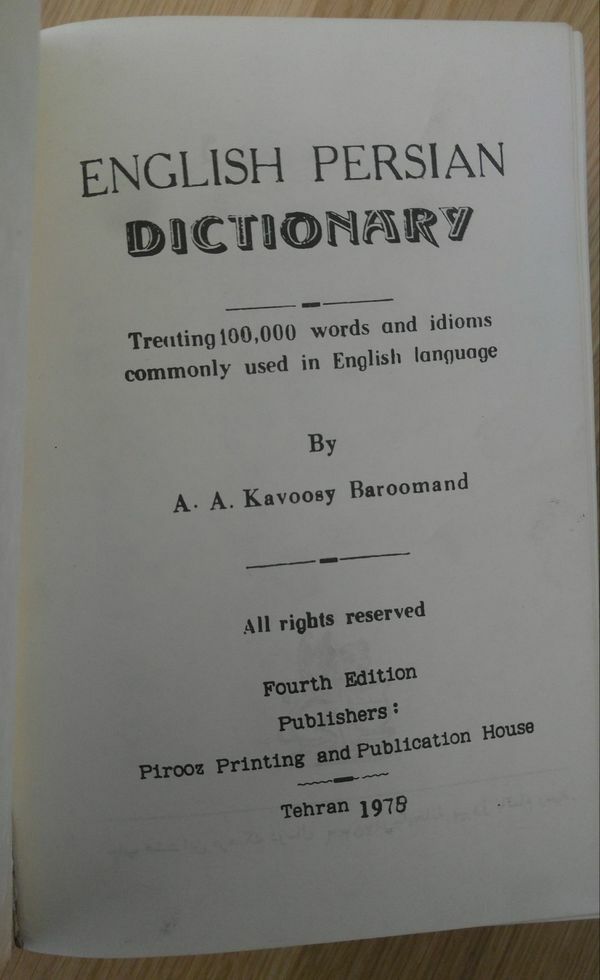 ENGLISH PERSIAN
DICTIONARY
Treating 100,000 words and idioms
commonly used in English language
By
A. A. Kavoosy Baroomand
All rights reserved
Fourth Edition
Publishers:
Pirooz Printing and Publication House
Tehran 1978